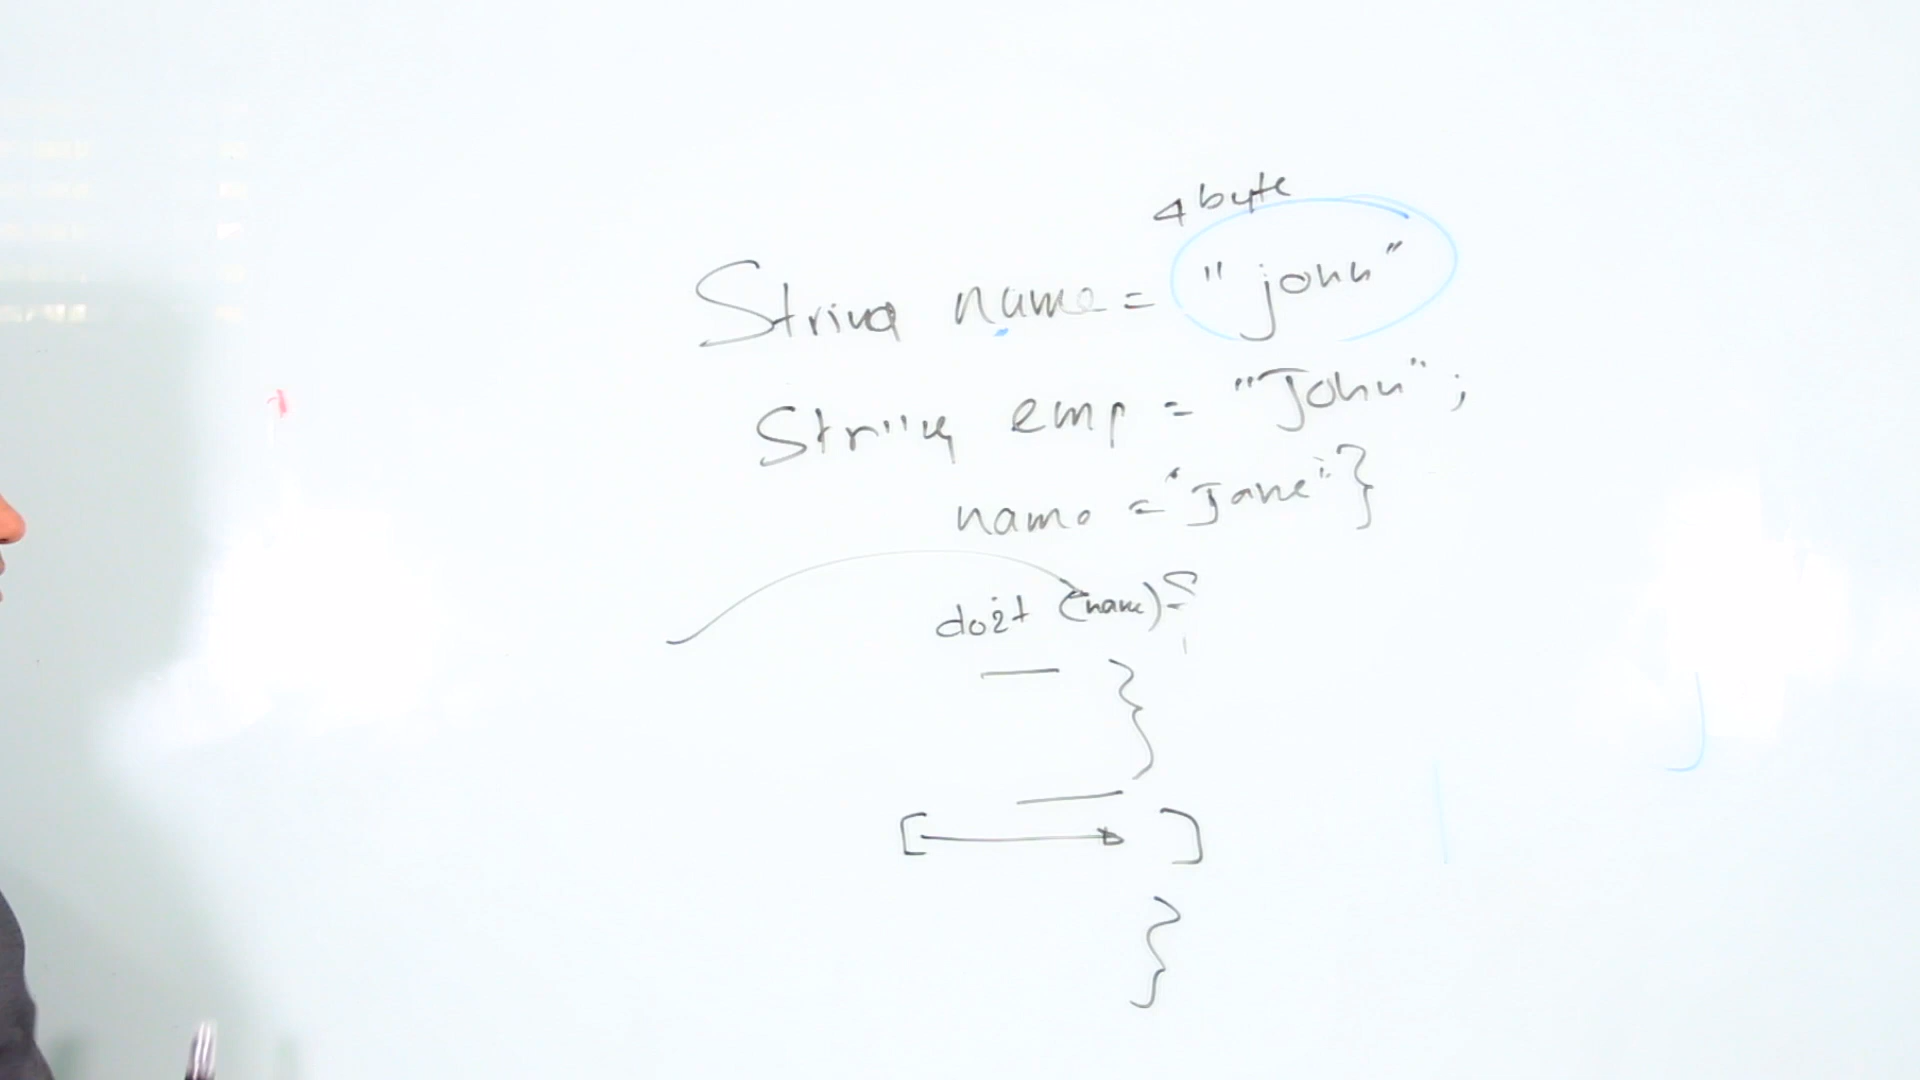 4 byte
String name = "john"
String emp = "John";
name = "Jane"}
doit (name) {
}
[ ]
}